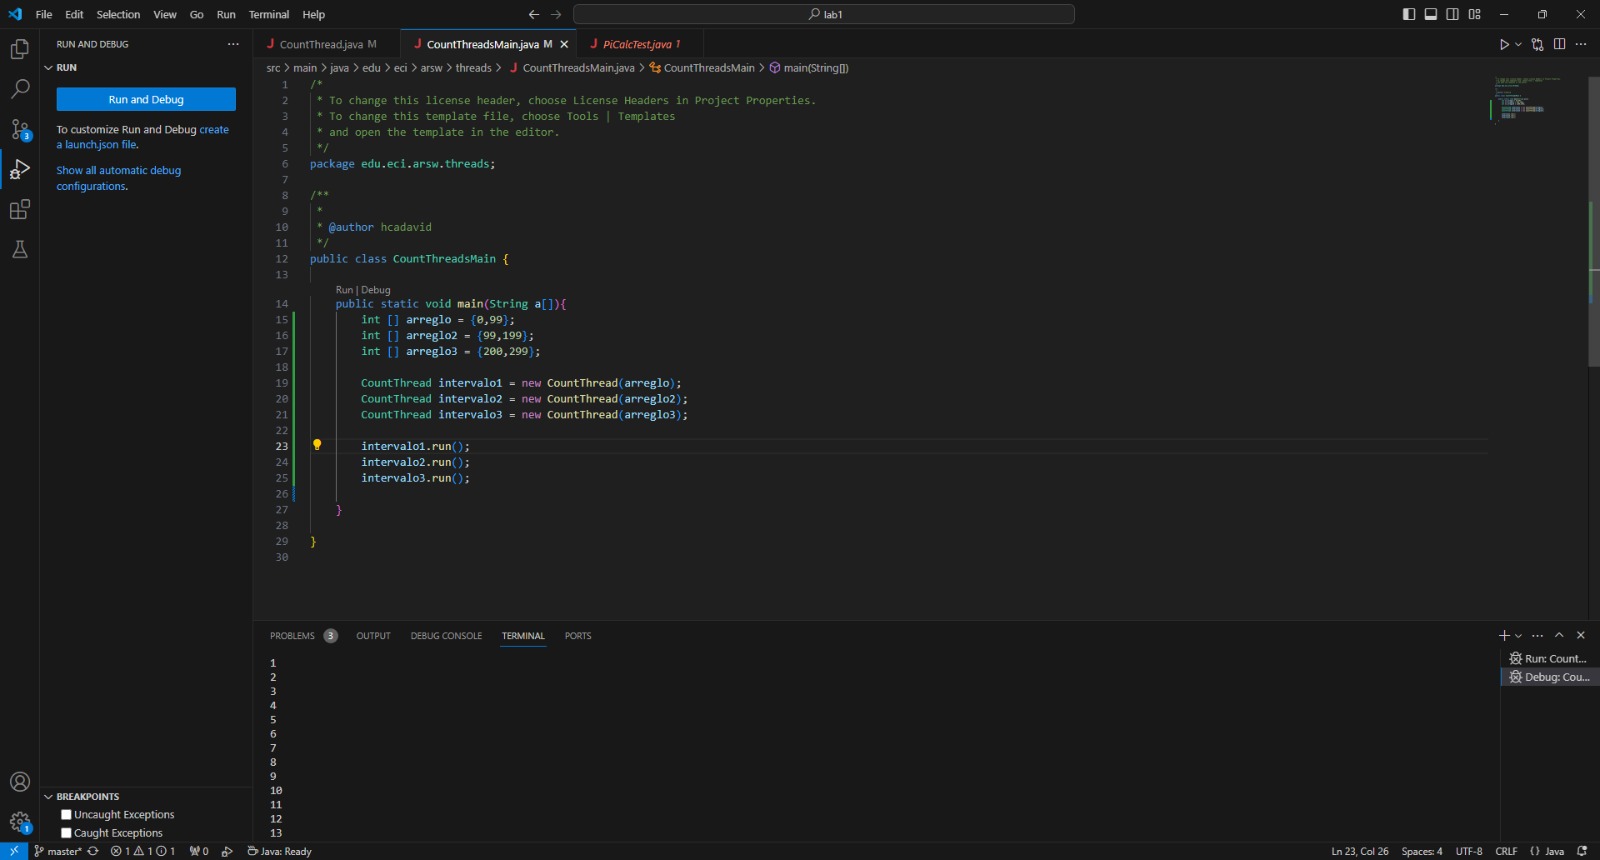 File Edit Selection View Go Run Terminal Help
lab1
RUN AND DEBUG
RUN
Run and Debug
To customize Run and Debug create
a launch.json file.
Show all automatic debug
configurations.
CountThread.java M
CountThreadsMain.java M
PiCalcTest.java 1
src > main > java > edu > eci > arsw > threads > CountThreadsMain.java > CountThreadsMain > main(String[])
1 /*
2 * To change this license header, choose License Headers in Project Properties.
3 * To change this template file, choose Tools | Templates
4 * and open the template in the editor.
5 */
6 package edu.eci.arsw.threads;
7
8 /**
9 *
10 * @author hcadavid
11 */
12 public class CountThreadsMain {
13
Run | Debug
14 public static void main(String a[]){
15 int [] arreglo = {0,99};
16 int [] arreglo2 = {99,199};
17 int [] arreglo3 = {200,299};
18
19 CountThread intervalo1 = new CountThread(arreglo);
20 CountThread intervalo2 = new CountThread(arreglo2);
21 CountThread intervalo3 = new CountThread(arreglo3);
22
23 intervalo1.run();
24 intervalo2.run();
25 intervalo3.run();
26
27 }
28
29 }
30
PROBLEMS 3 OUTPUT DEBUG CONSOLE TERMINAL PORTS
1
2
3
4
5
6
7
8
9
10
11
12
13
Run: Count...
Debug: Cou...
3
1
BREAKPOINTS
Uncaught Exceptions
Caught Exceptions
master* 1 1 1 0 Java: Ready
Ln 23, Col 26 Spaces: 4 UTF-8 CRLF {} Java